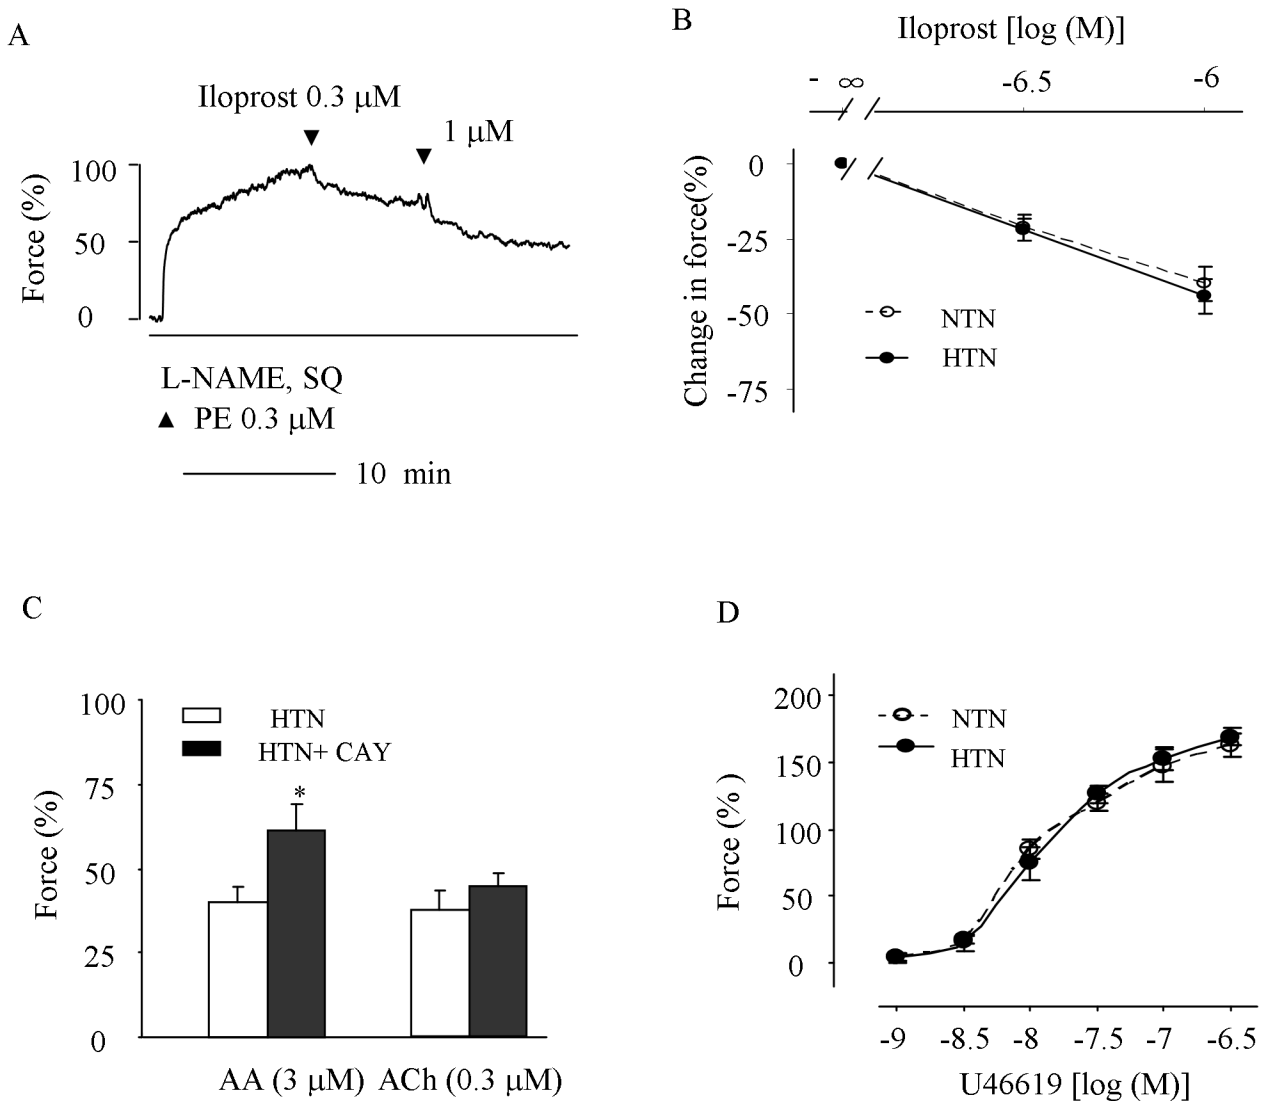 A
Iloprost 0.3 μM
1 μM
100
50
0
Force (%)
L-NAME, SQ
▲ PE 0.3 μM
10 min
B
Iloprost [log (M)]
- ∞
-6.5
-6
0
-25
-50
-75
Change in force(%)
NTN
HTN
C
100
75
50
25
0
Force (%)
HTN
HTN+ CAY
*
AA (3 μM) ACh (0.3 μM)
D
200
150
100
50
0
Force (% )
NTN
HTN
-9 -8.5 -8 -7.5 -7 -6.5
U46619 [log (M)]